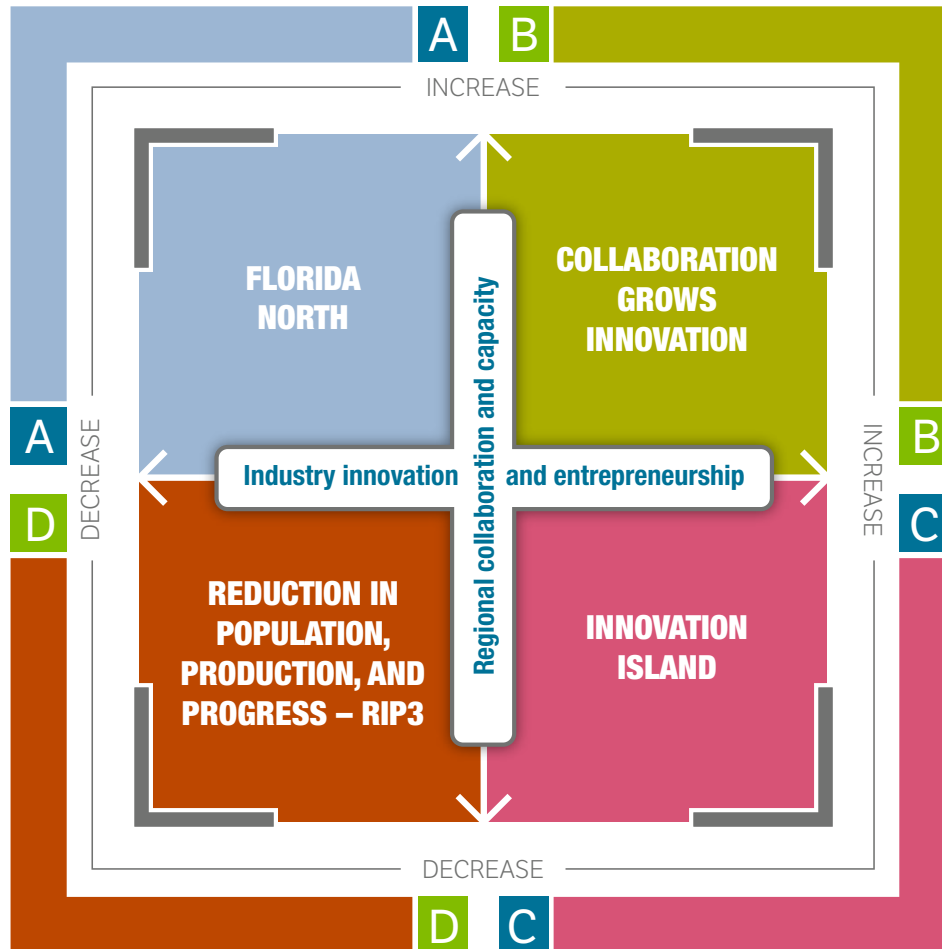 A B
INCREASE
FLORIDA
NORTH
COLLABORATION
GROWS
INNOVATION
Regional collaboration and capacity
A
DECREASE
D
Industry innovation and entrepreneurship
INCREASE
B
C
REDUCTION IN
POPULATION,
PRODUCTION, AND
PROGRESS – RIP3
INNOVATION
ISLAND
DECREASE
D C